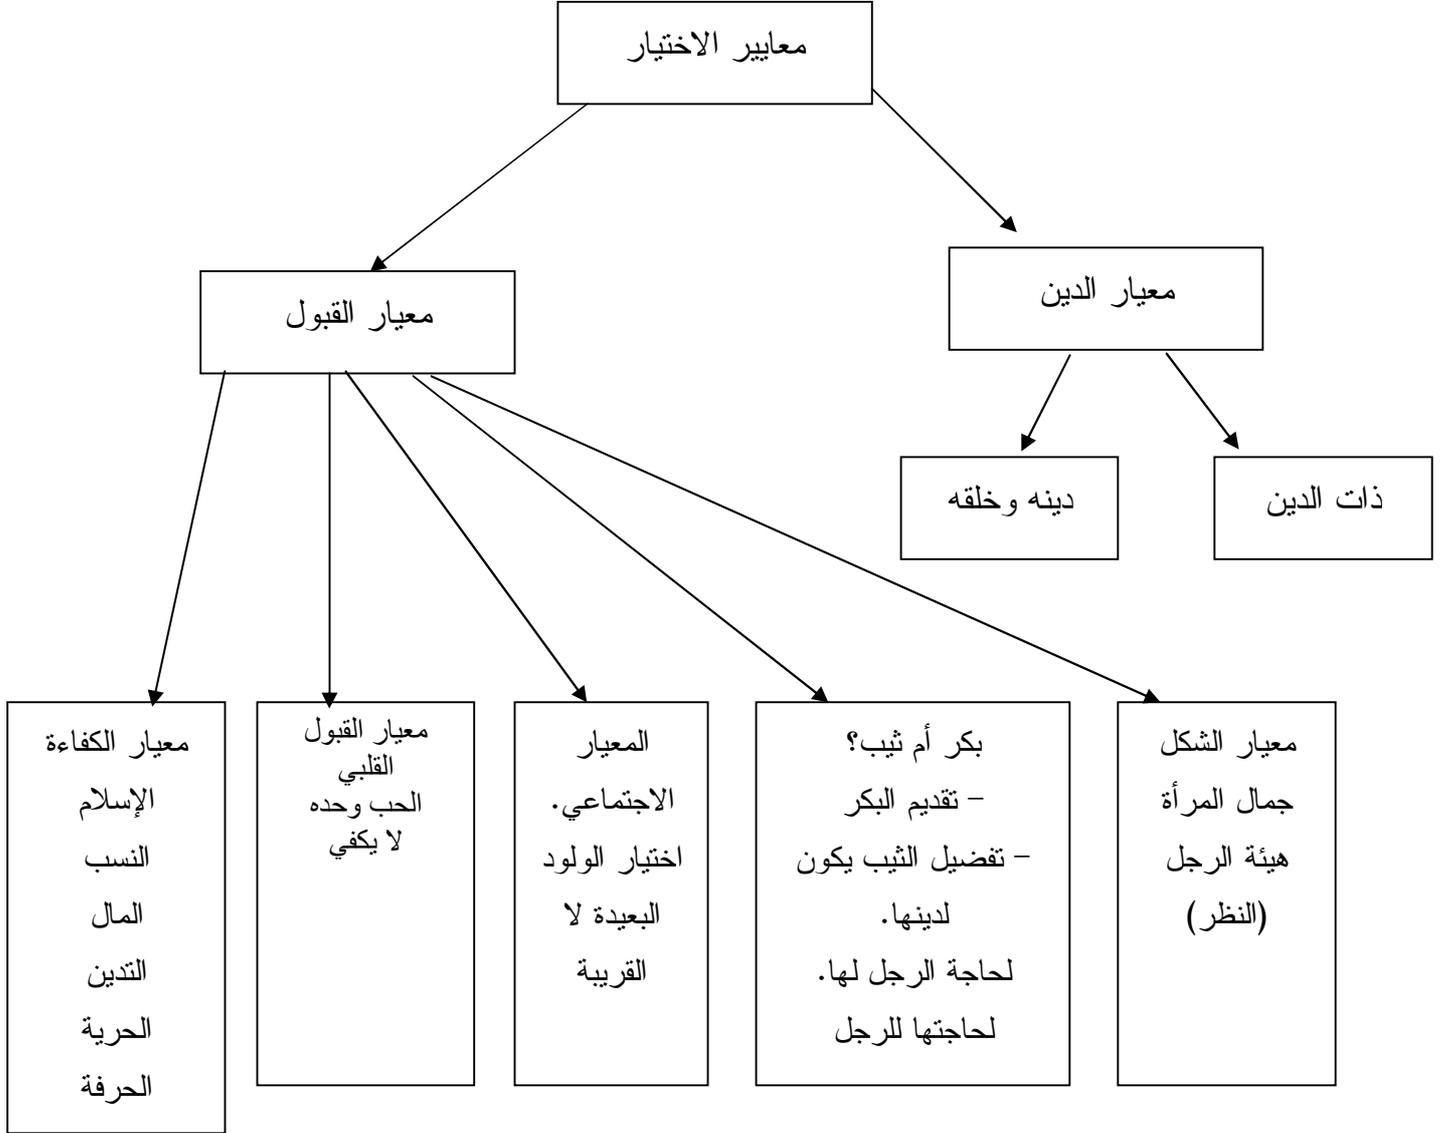 معايير الاختيار
معيار الدين
معيار القبول
ذات الدين
دينه وخلقه
معيار الشكل
جمال المرأة
هيئة الرجل
(النظر)
بكر أم ثيب؟
- تقديم البكر
- تفضيل الثيب يكون
لدينها.
لحاجة الرجل لها.
لحاجتها للرجل
المعيار
الاجتماعي.
اختيار الولود
البعيدة لا
القريبة
معيار القبول
القلبي
الحب وحده
لا يكفي
معيار الكفاءة
الإسلام
النسب
المال
التدين
الحرية
الحرفة